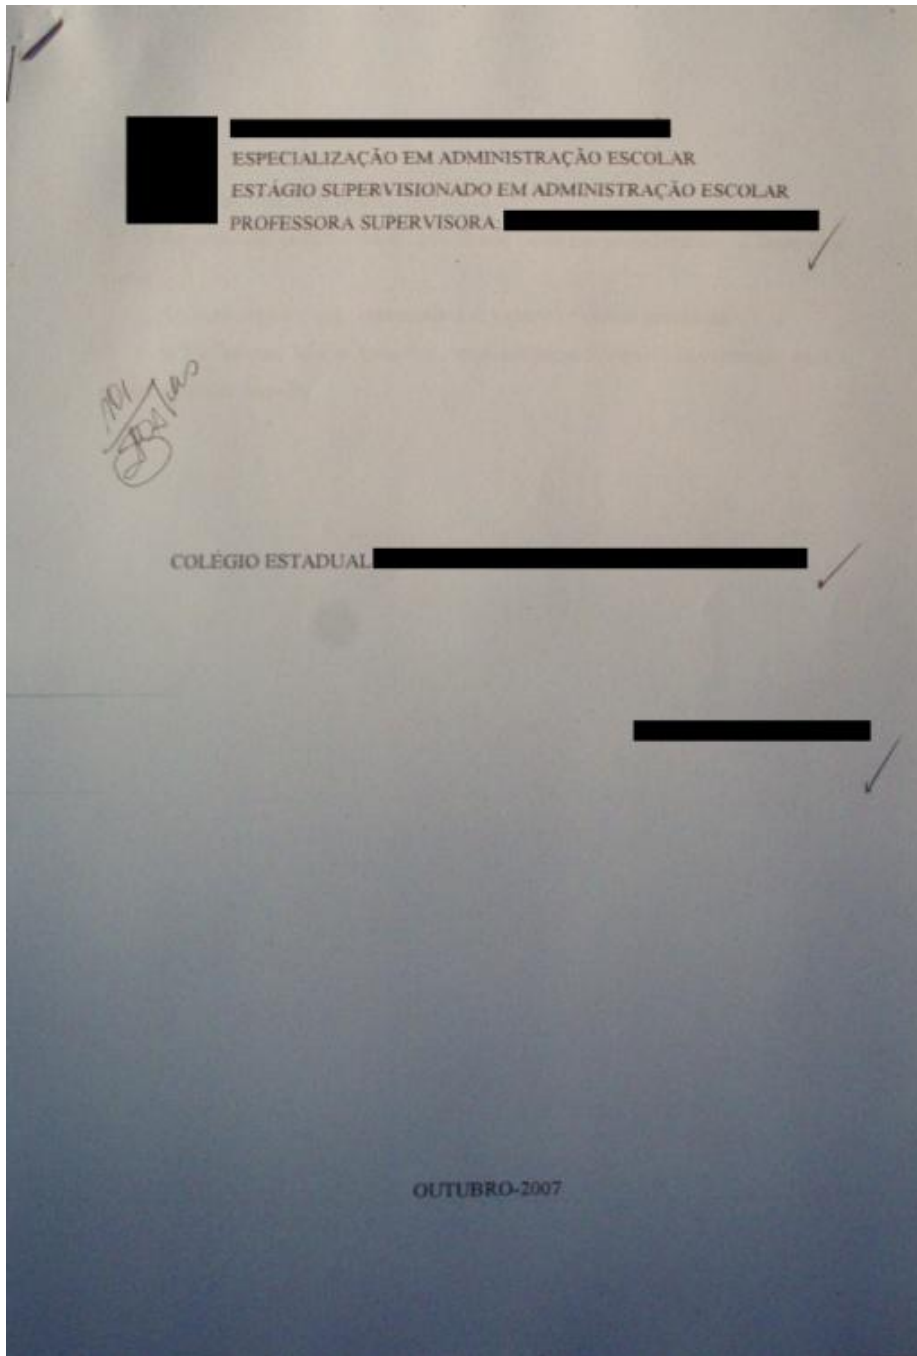 ESPECIALIZAÇÃO EM ADMINISTRAÇÃO ESCOLAR
ESTÁGIO SUPERVISIONADO EM ADMINISTRAÇÃO ESCOLAR
PROFESSORA SUPERVISORA:
COLÉGIO ESTADUAL
OUTUBRO-2007